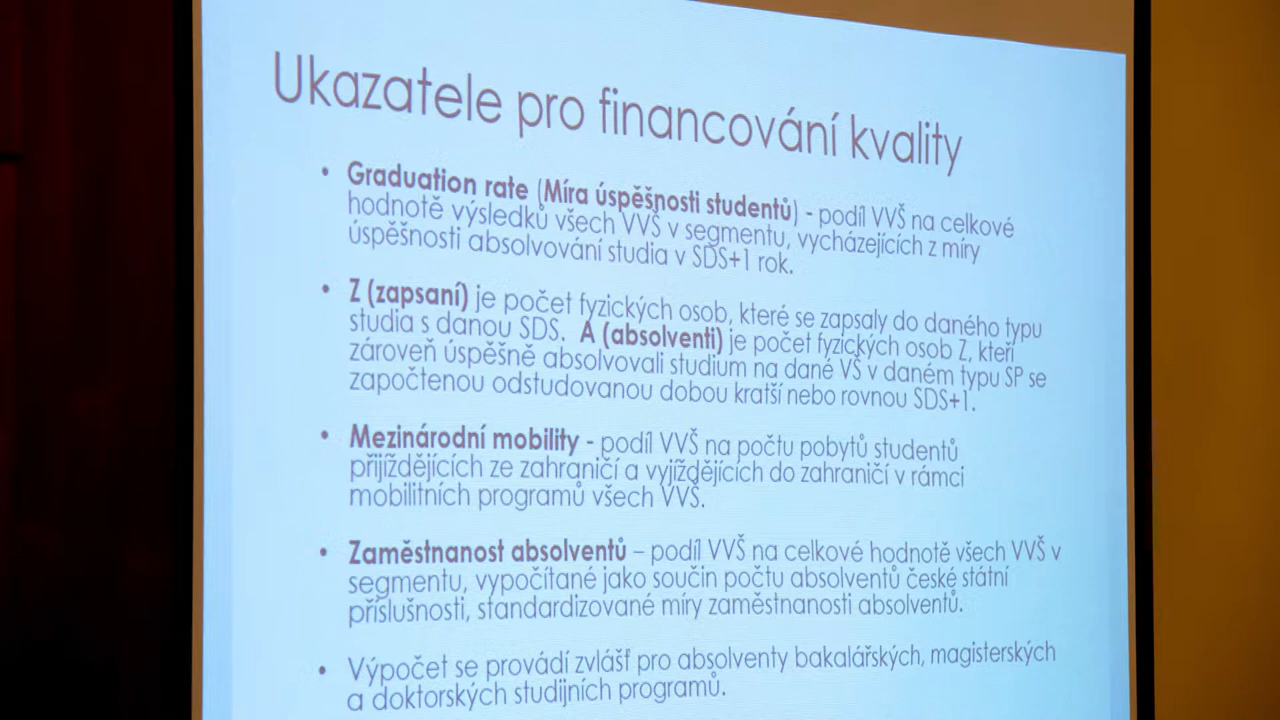 Ukazatele pro financování kvality
• Graduation rate (Míra úspěšnosti studentů) - podíl VVŠ na celkové
hodnotě výsledků všech VVŠ v segmentu, vycházejících z míry
úspěšnosti absolvování studia v SDS+1 rok.
• Z (zapsaní) je počet fyzických osob, které se zapsaly do daného typu
studia s danou SDS. A (absolventi) je počet fyzických osob Z, kteří
zároveň úspěšně absolvovali studium na dané VŠ v daném typu SP se
započtenou odstudovanou dobou kratší nebo rovnou SDS+1.
• Mezinárodní mobility - podíl VVŠ na počtu pobytů studentů
přijíždějících ze zahraničí a vyjíždějících do zahraničí v rámci
mobilitních programů všech VVŠ.
• Zaměstnanost absolventů – podíl VVŠ na celkové hodnotě všech VVŠ v
segmentu, vypočítané jako součin počtu absolventů české státní
příslušnosti, standardizované míry zaměstnanosti absolventů.
• Výpočet se provádí zvlášť pro absolventy bakalářských, magisterských
a doktorských studijních programů.